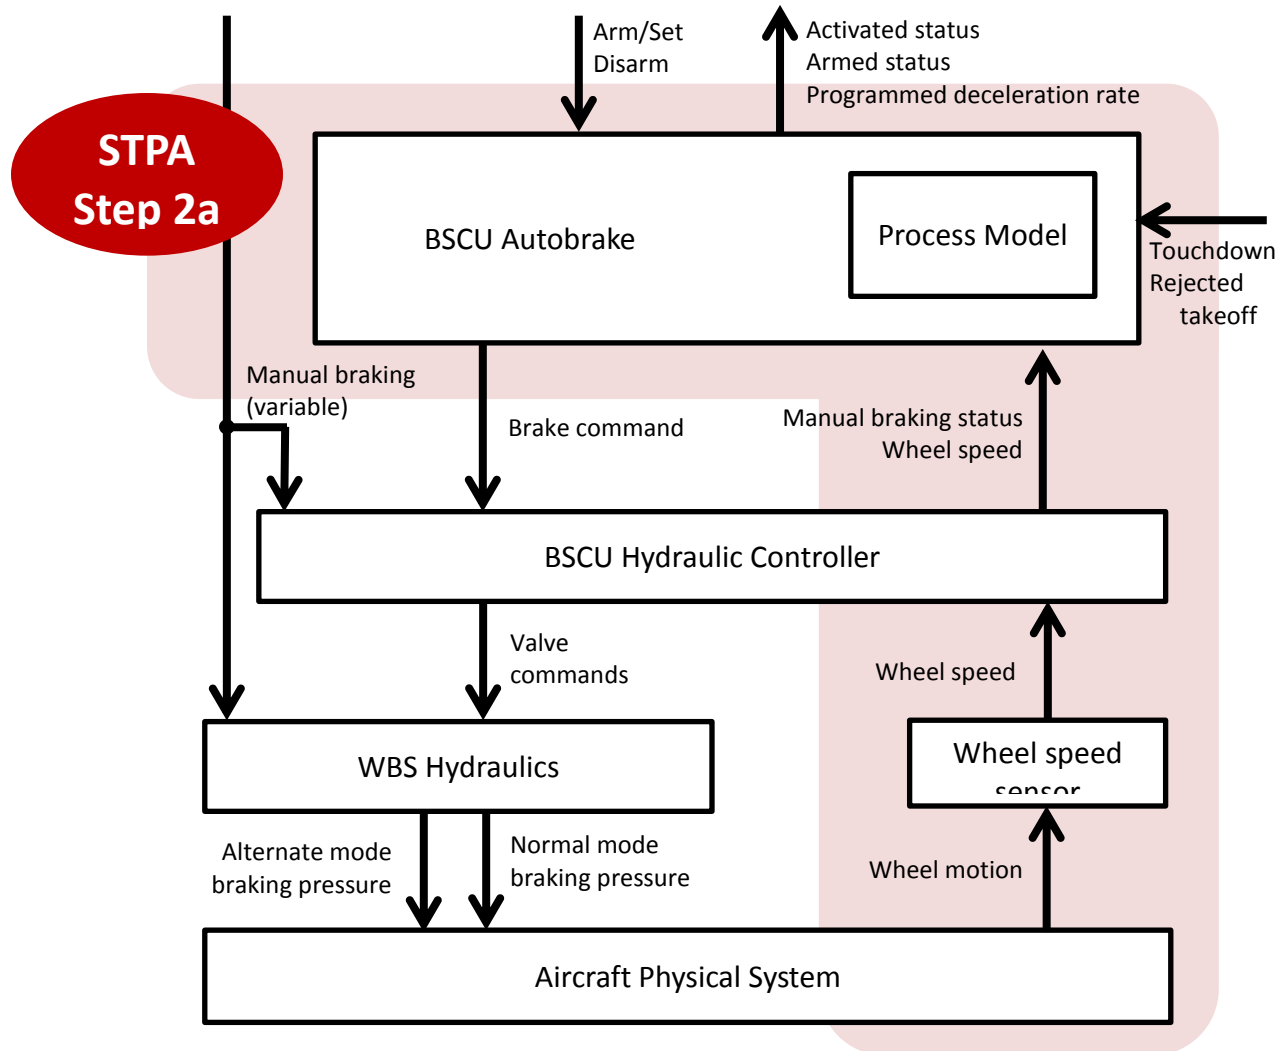 Arm/Set
Disarm
Activated status
Armed status
Programmed deceleration rate
STPA
Step 2a
BSCU Autobrake
Process Model
Touchdown
Rejected
takeoff
Manual braking
(variable)
Brake command
Manual braking status
Wheel speed
BSCU Hydraulic Controller
Valve
commands
Wheel speed
WBS Hydraulics
Wheel speed
sensor
Alternate mode
braking pressure
Normal mode
braking pressure
Wheel motion
Aircraft Physical System